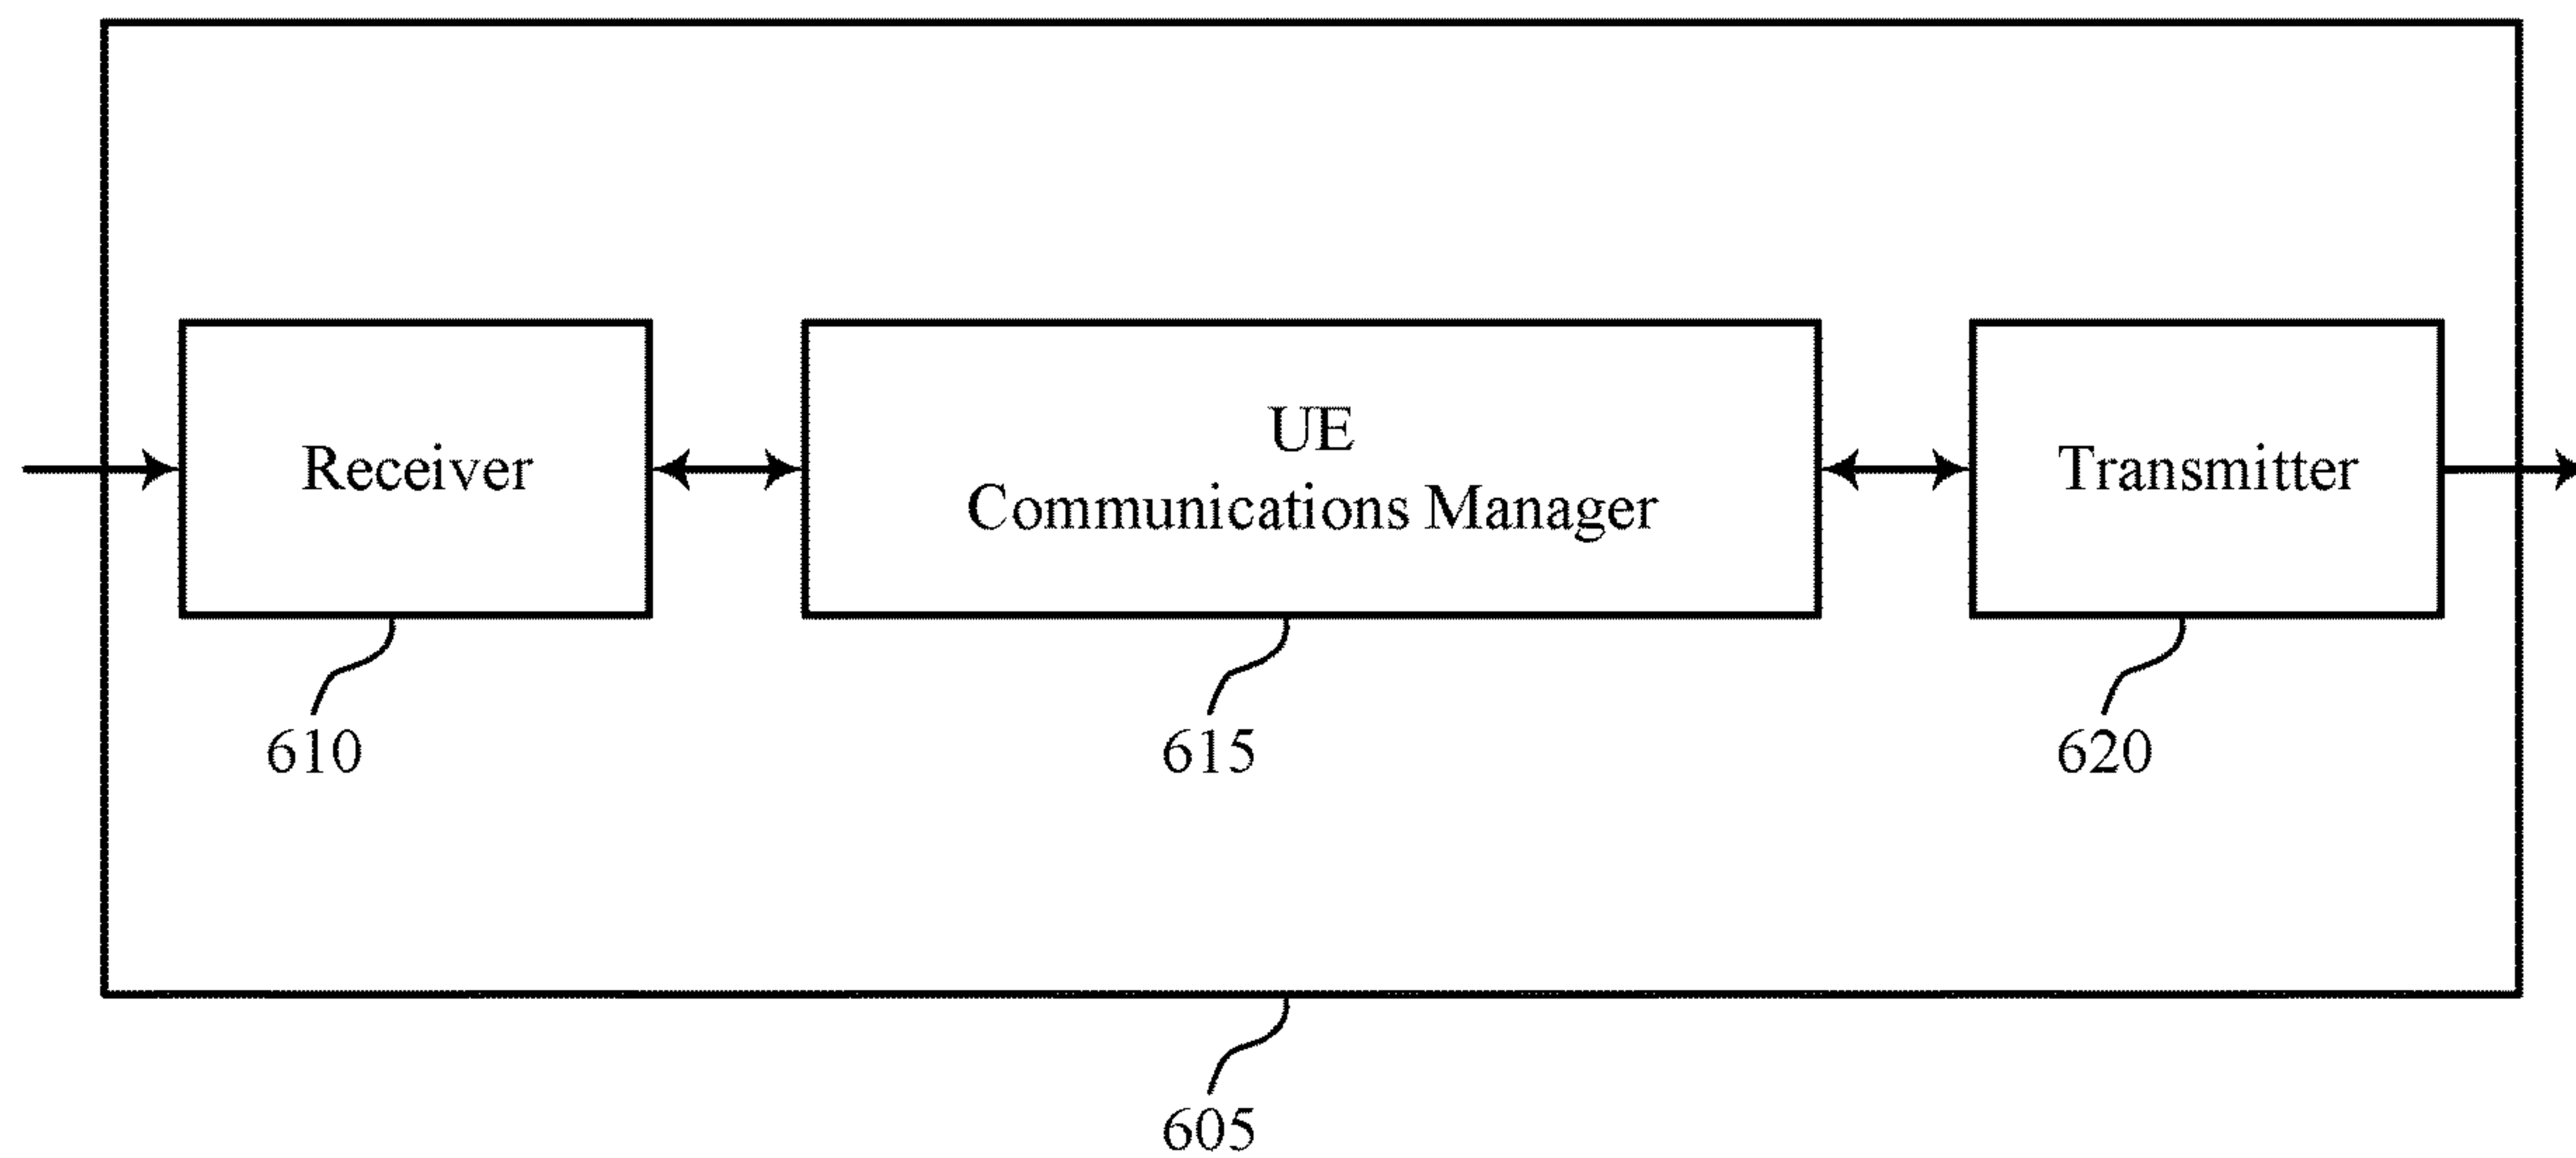 Receiver
UE
Communications Manager
Transmitter
610
615
620
605